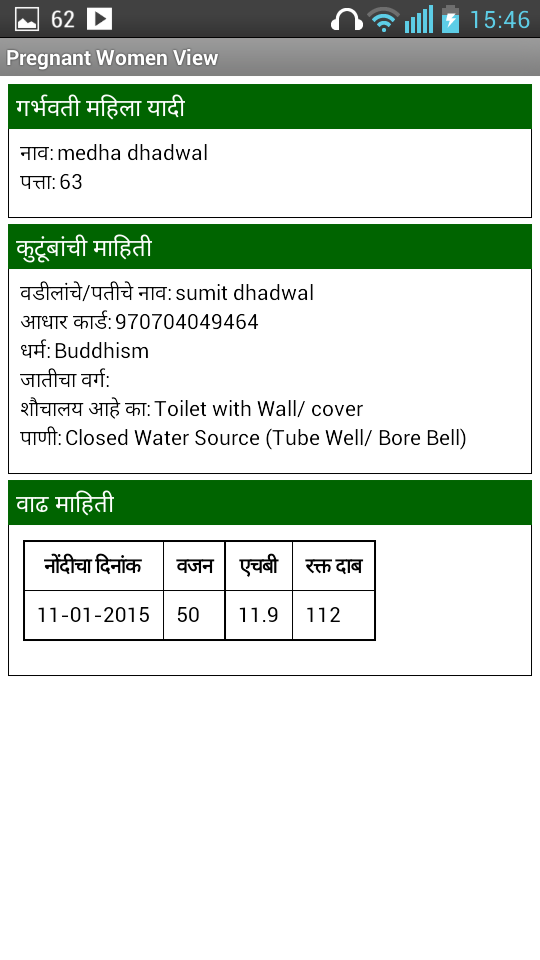 62 15:46
Pregnant Women View
गर्भवती महिला यादी
नाव: medha dhadwal
पत्ता: 63
कुटूंबांची माहिती
वडीलांचे/पतीचे नाव: sumit dhadwal
आधार कार्ड: 970704049464
धर्म: Buddhism
जातीचा वर्ग:
शौचालय आहे का: Toilet with Wall/ cover
पाणी: Closed Water Source (Tube Well/ Bore Bell)
वाढ माहिती
नोंदीचा दिनांक वजन एचबी रक्त दाब
11-01-2015 50 11.9 112